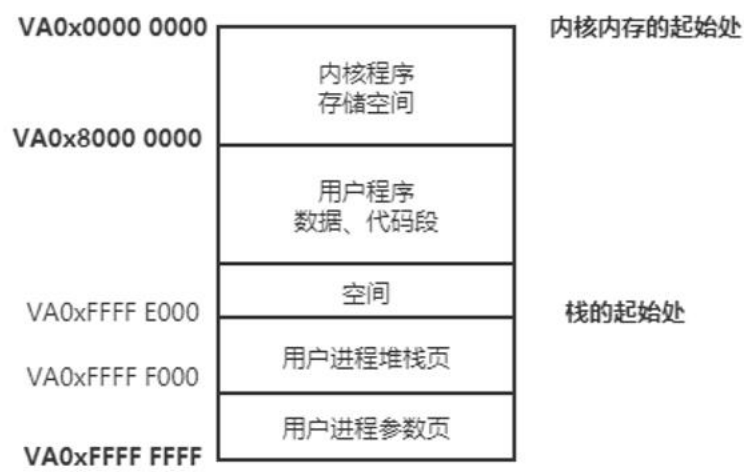 VA0x0000 0000
内核内存的起始处
内核程序
存储空间
VA0x8000 0000
用户程序
数据、代码段
空间
VA0xFFFF E000
栈的起始处
用户进程堆栈页
VA0xFFFF F000
用户进程参数页
VA0xFFFF FFFF